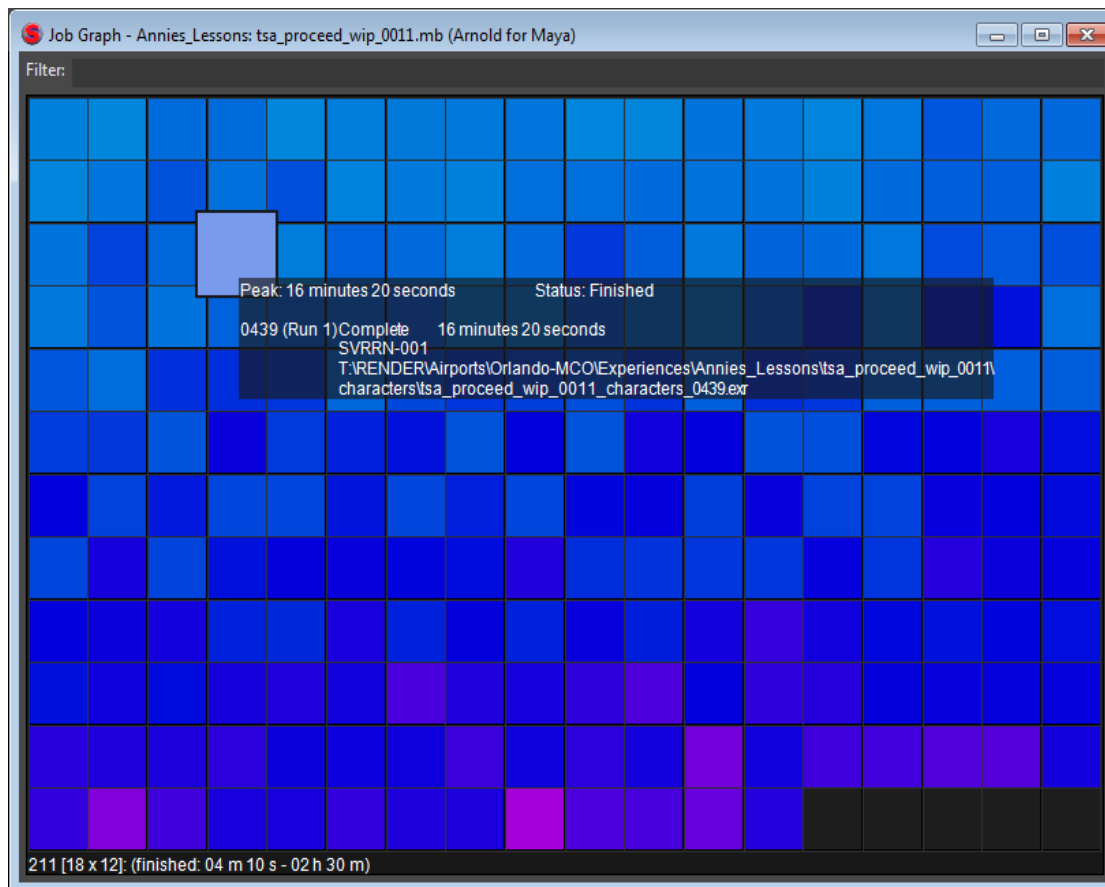 Job Graph - Annies_Lessons: tsa_proceed_wip_0011.mb (Arnold for Maya)
Filter:
Peak: 16 minutes 20 seconds Status: Finished
0439 (Run 1) Complete 16 minutes 20 seconds
SVRRN-001
T:\RENDER\Airports\Orlando-MCO\Experiences\Annies_Lessons\tsa_proceed_wip_0011\
characters\tsa_proceed_wip_0011_characters_0439.exr
211 [18 x 12]: (finished: 04 m 10 s - 02 h 30 m)